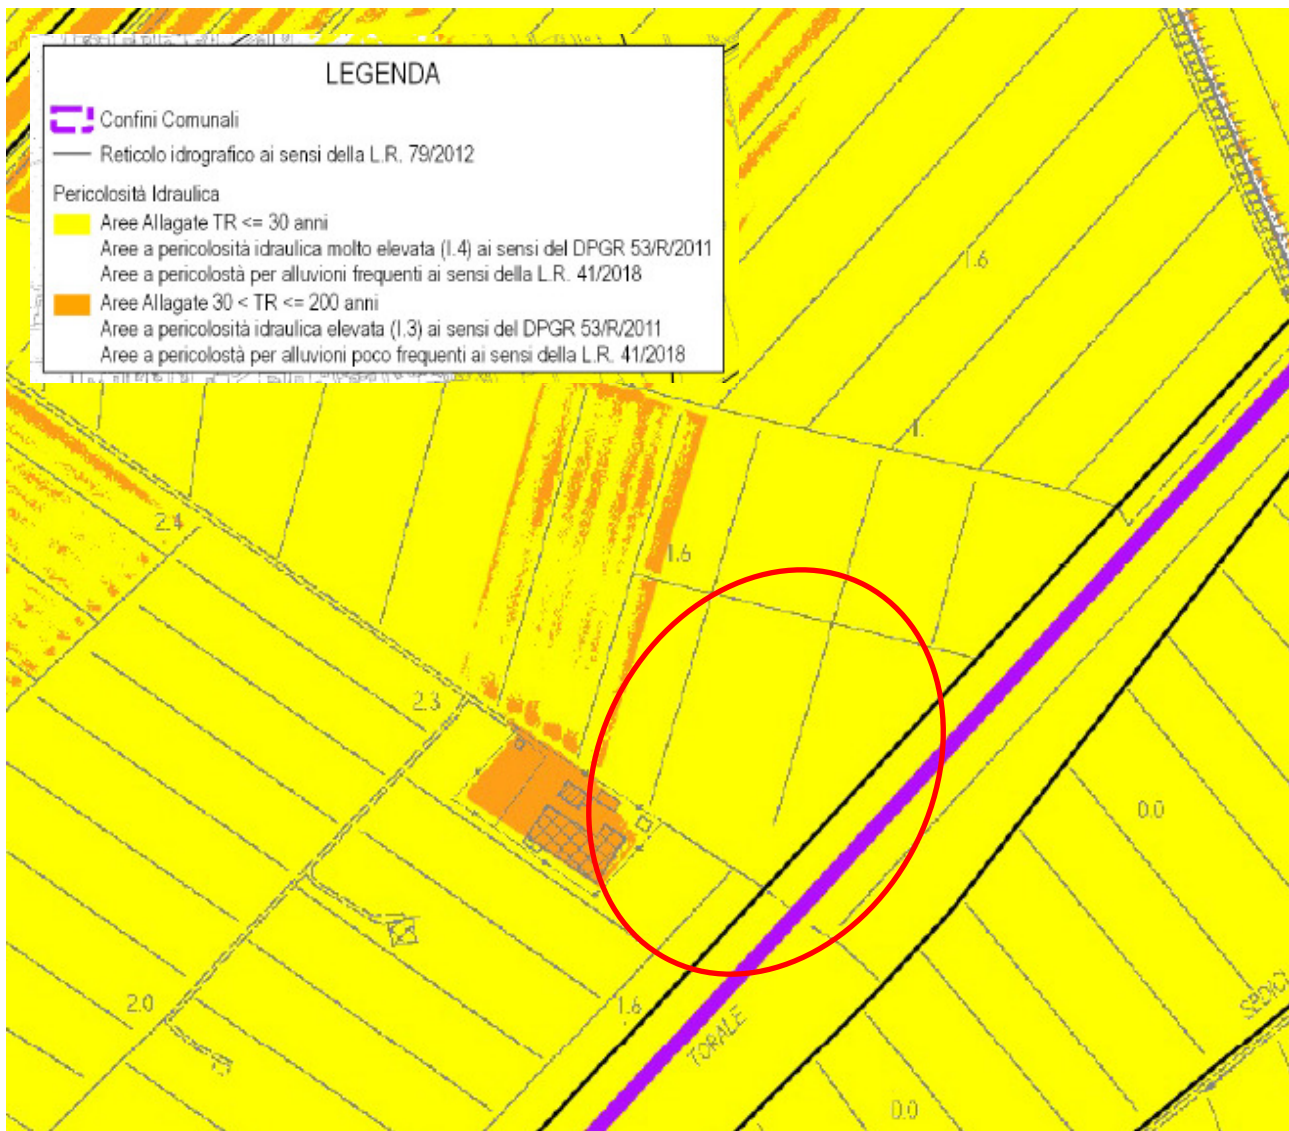 LEGENDA
Confini Comunali
Reticolo idrografico ai sensi della L.R. 79/2012
Pericolosità Idraulica
Aree Allagate TR <= 30 anni
Aree a pericolosità idraulica molto elevata (I.4) ai sensi del DPGR 53/R/2011
Aree a pericolostà per alluvioni frequenti ai sensi della L.R. 41/2018
Aree Allagate 30 < TR <= 200 anni
Aree a pericolosità idraulica elevata (I.3) ai sensi del DPGR 53/R/2011
Aree a pericolostà per alluvioni poco frequenti ai sensi della L.R. 41/2018
1.6
1.
2.4
1.6
2.3
0.0
2.0
1.6
TORALE
SEDICI
0.0